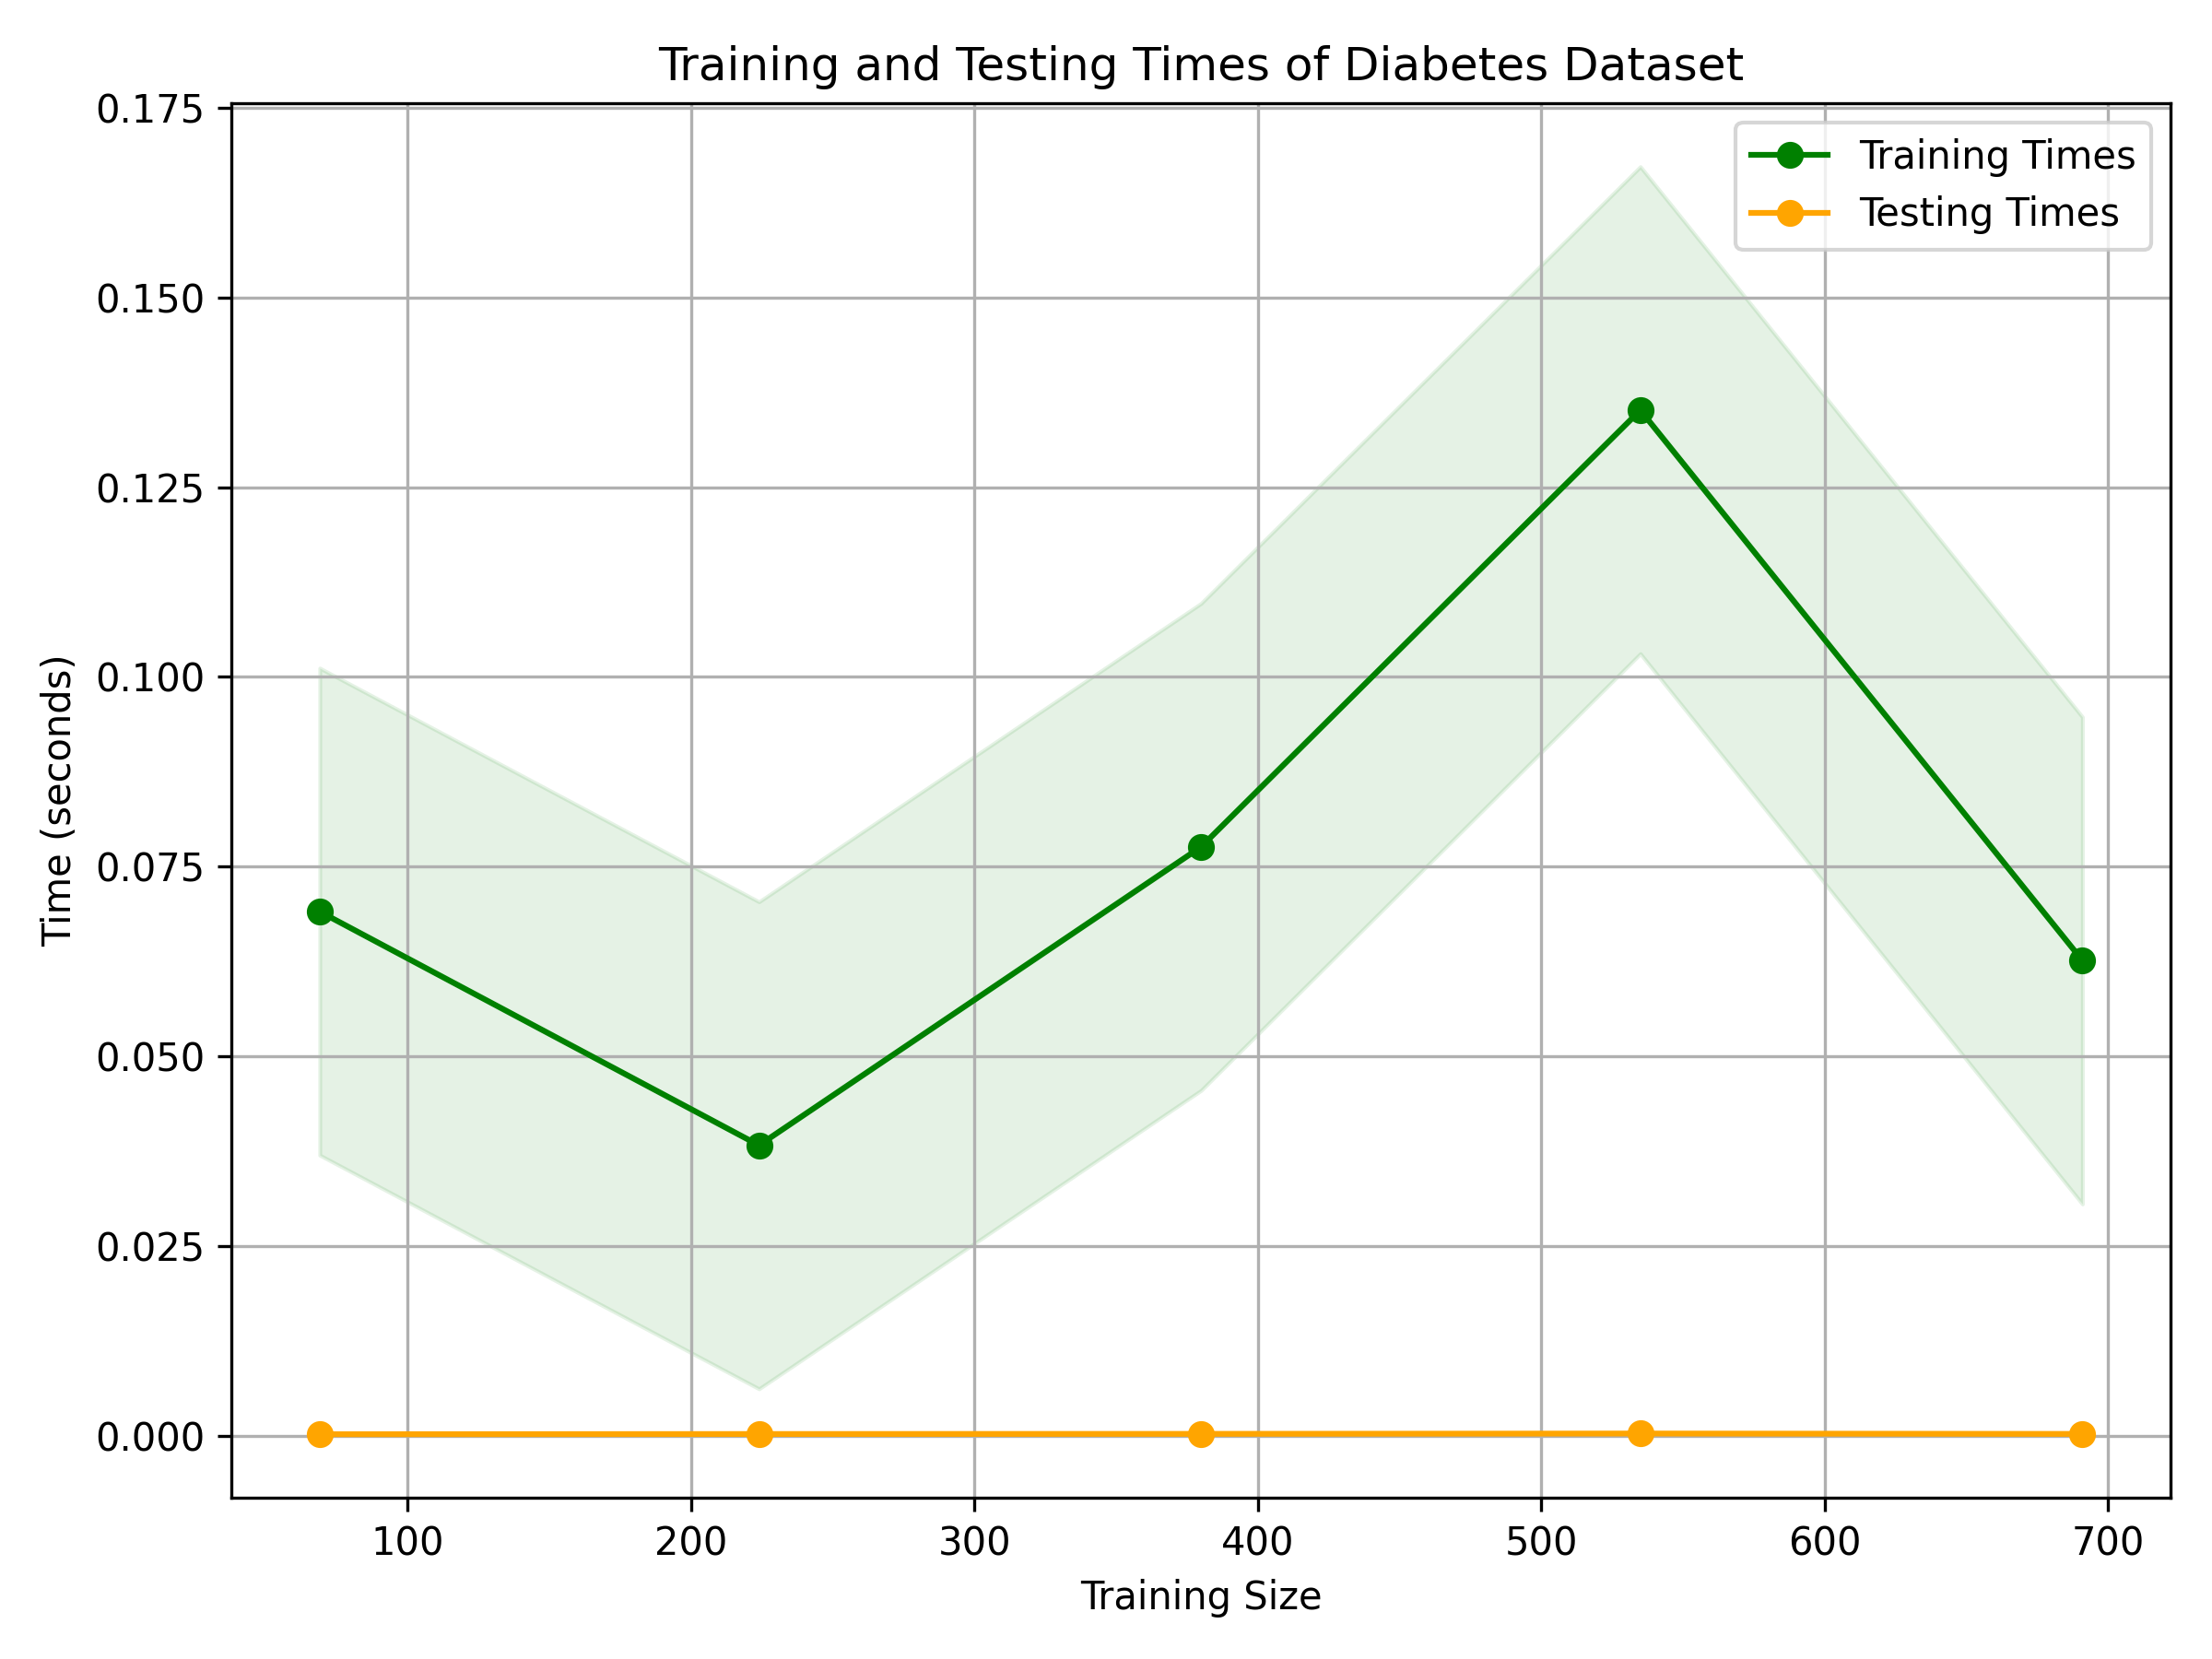 Training and Testing Times of Diabetes Dataset
Training Times
Testing Times
Time (seconds)
0.175
0.150
0.125
0.100
0.075
0.050
0.025
0.000
100 200 300 400 500 600 700
Training Size